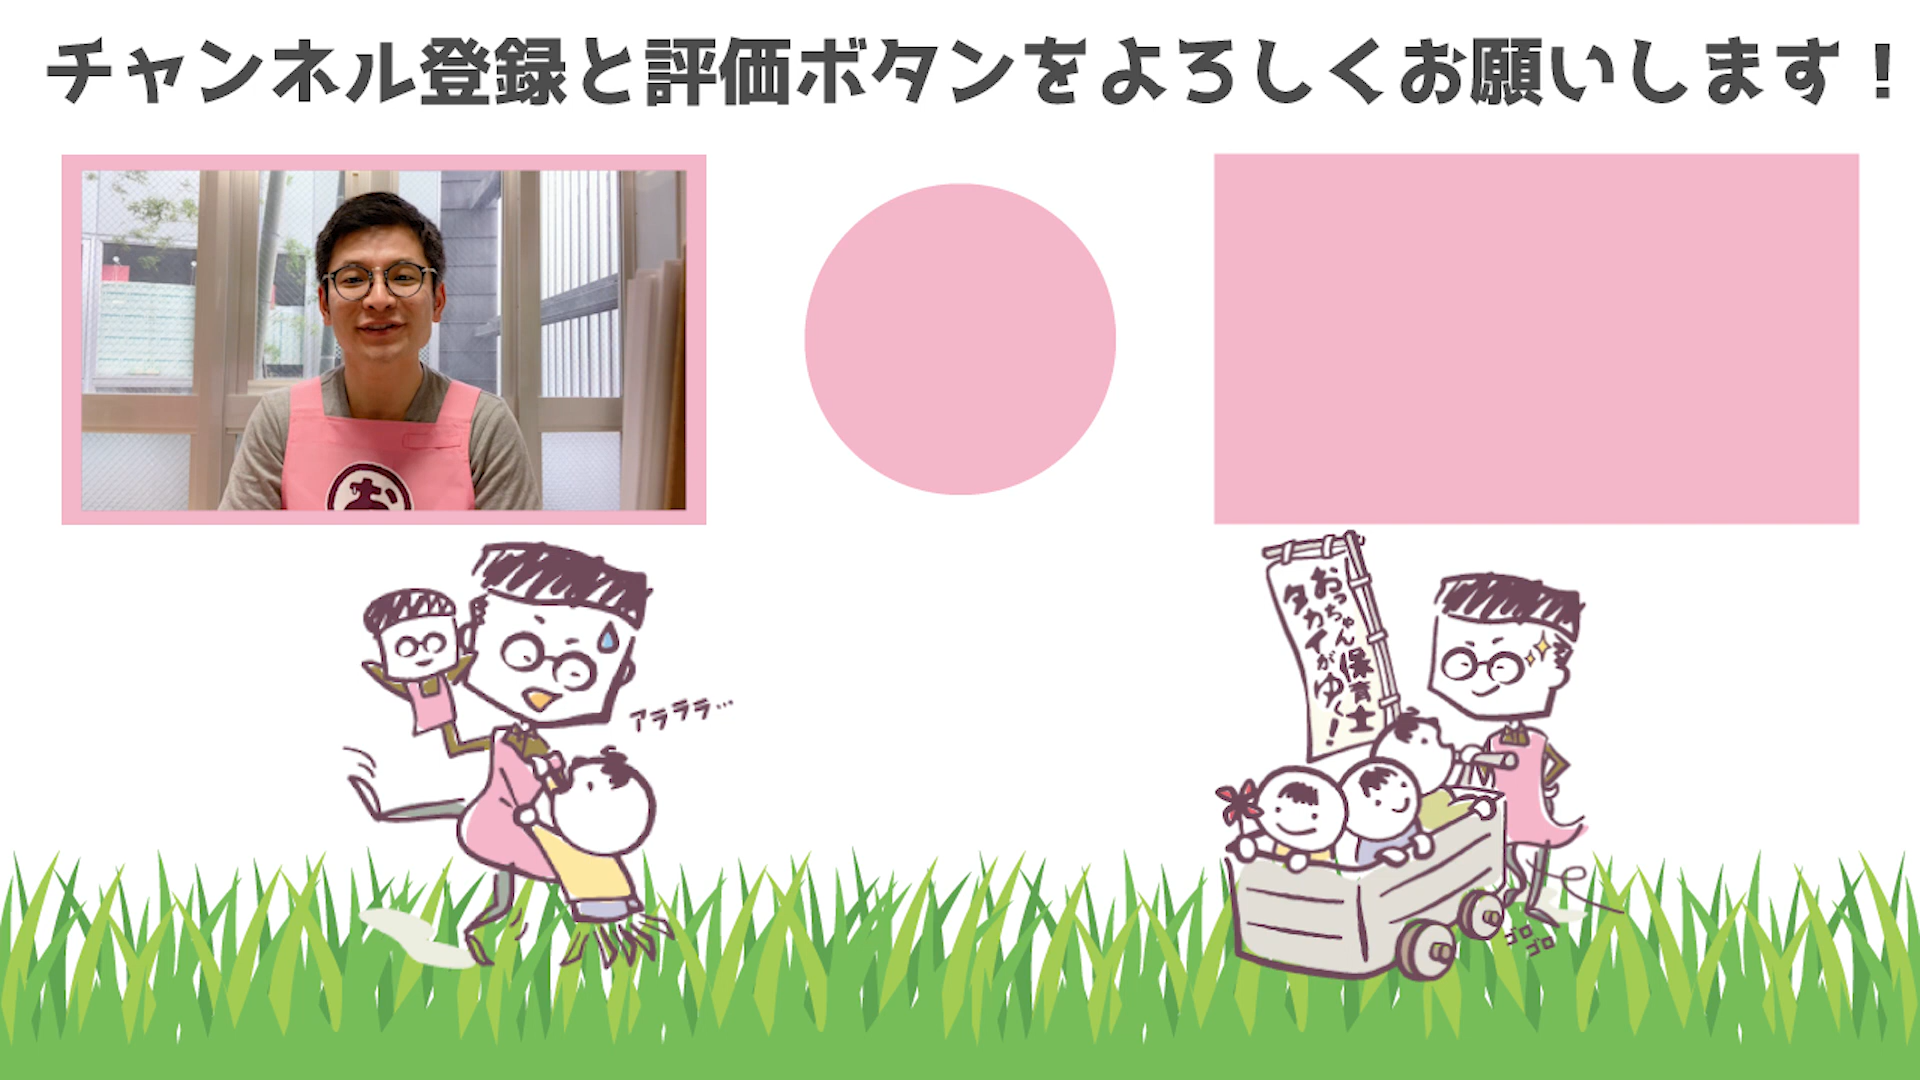 チャンネル登録と評価ボタンをよろしくお願いします！
お
アラララ…
おっちゃん保育士
タカイがゆく！
ゴロ
ゴロ